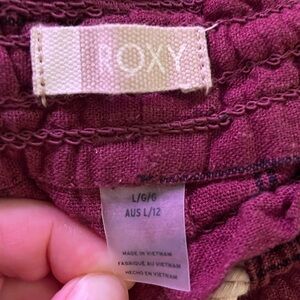 ROXY
L/G/G
AUS L/12
MADE IN VIETNAM
FABRIQUÉ AU VIETNAM
HECHO EN VIETNAM